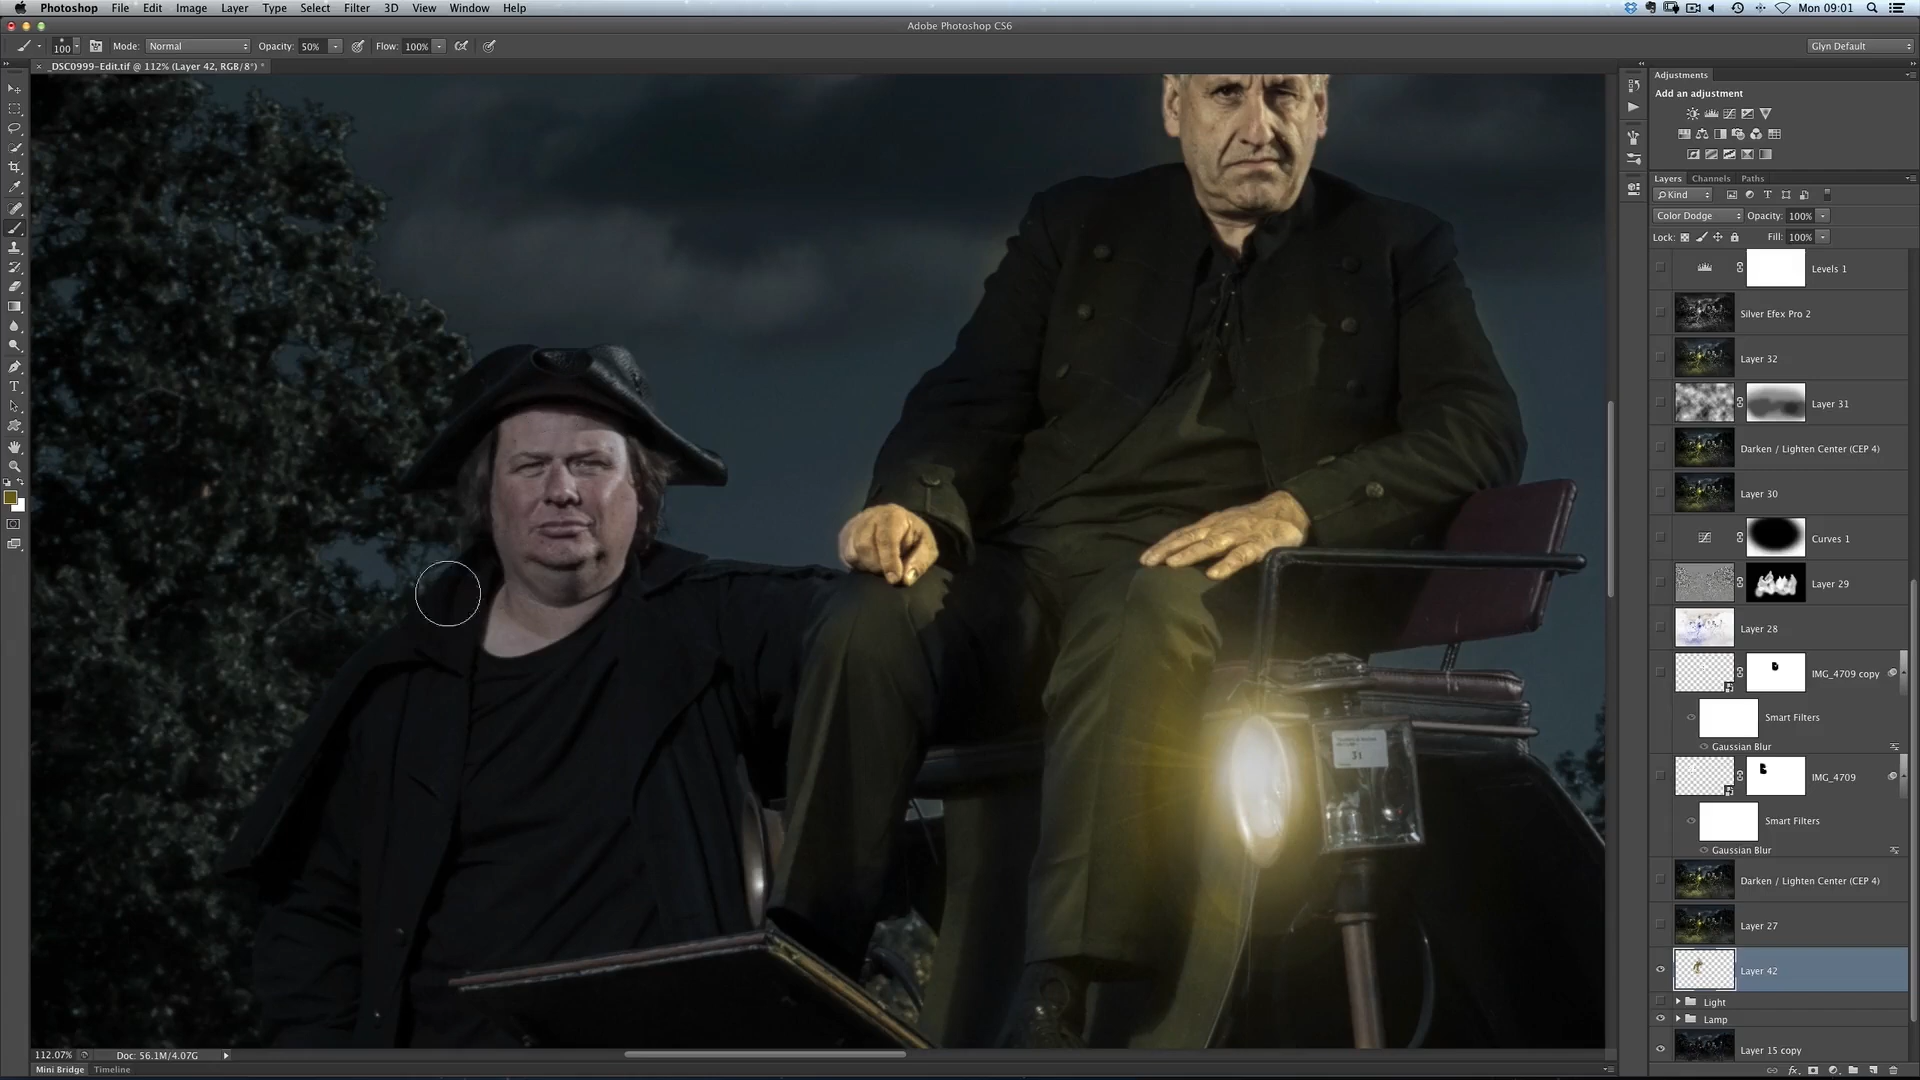 Photoshop File Edit Image Layer Type Select Filter 3D View Window Help Mon 09:01
Adobe Photoshop CS6
100 Mode: Normal Opacity: 50% Flow: 100% Glyn Default
× _DSC0999-Edit.tif @ 112% (Layer 42, RGB/8*) *
Adjustments
Add an adjustment
Layers Channels Paths
Kind
Color Dodge Opacity: 100%
Lock: Fill: 100%
Levels 1
Silver Efex Pro 2
Layer 32
Layer 31
Darken / Lighten Center (CEP 4)
Layer 30
Curves 1
Layer 29
Layer 28
IMG_4709 copy
Smart Filters
Gaussian Blur
IMG_4709
Smart Filters
Gaussian Blur
Darken / Lighten Center (CEP 4)
Layer 27
Layer 42
Light
Lamp
Layer 15 copy
31
112.07% Doc: 56.1M/4.07G
Mini Bridge Timeline